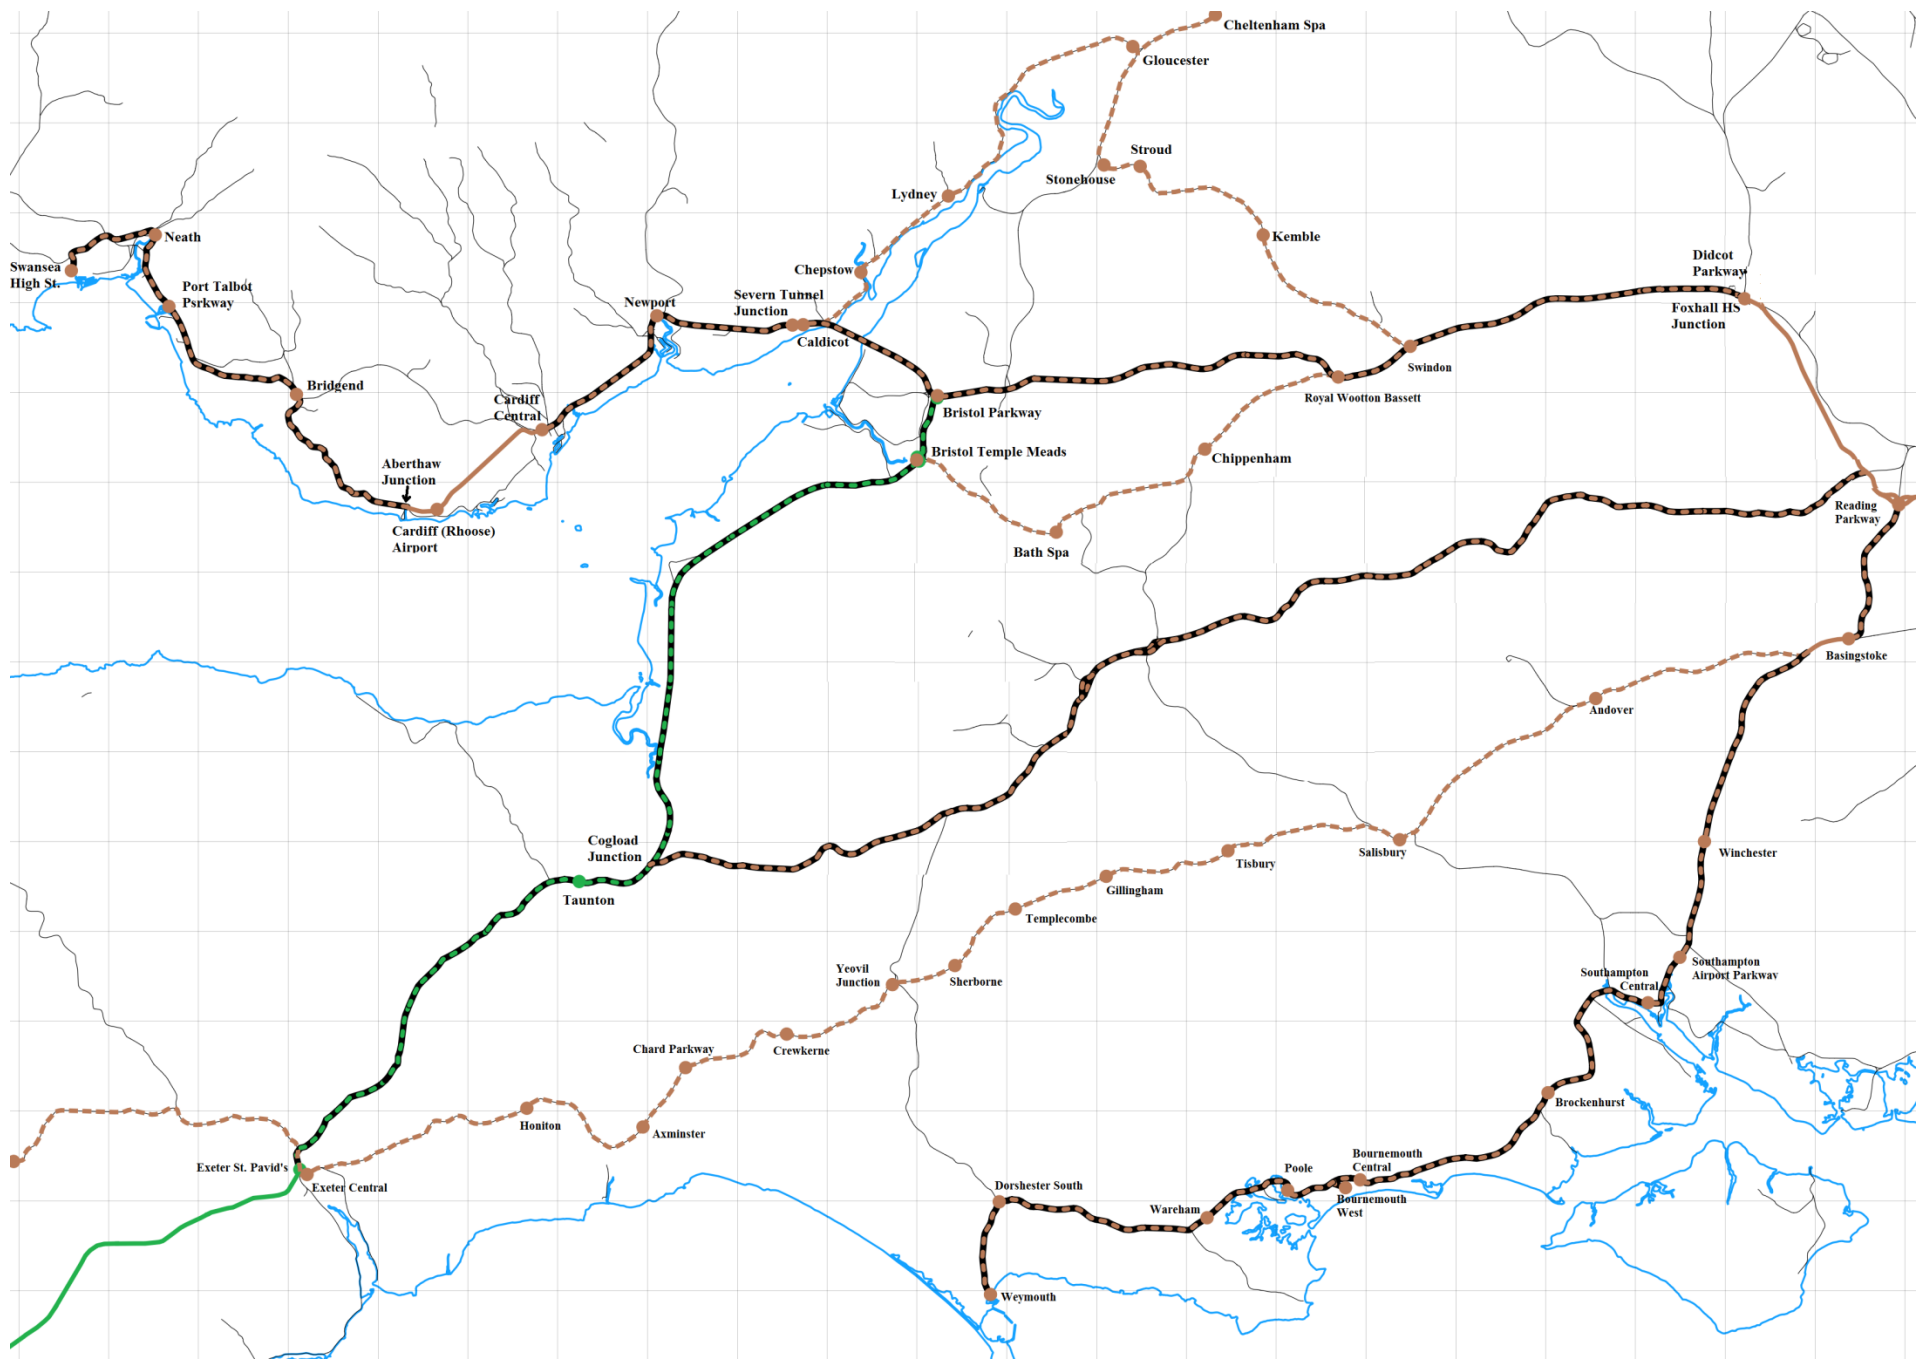 Cheltenham Spa
Gloucester
Stroud
Stonehouse
Lydney
Kemble
Neath
Swansea
High St.
Port Talbot
Psrkway
Chepstow
Didcot
Parkway
Newport
Severn Tunnel
Junction
Caldicot
Foxhall HS
Junction
Swindon
Bridgend
Cardiff
Central
Royal Wootton Bassett
Bristol Parkway
Bristol Temple Meads
Chippenham
Aberthaw
Junction
Cardiff (Rhoose)
Airport
Bath Spa
Reading
Parkway
Basingstoke
Andover
Cogload
Junction
Taunton
Salisbury
Winchester
Tisbury
Gillingham
Templecombe
Yeovil
Junction
Sherborne
Southampton
Airport Parkway
Southampton
Central
Chard Parkway
Crewkerne
Honiton
Axminster
Brockenhurst
Exeter St. Pavid's
Exeter Central
Dorshester South
Wareham
Poole
Bournemouth
Central
Bournemouth
West
Weymouth